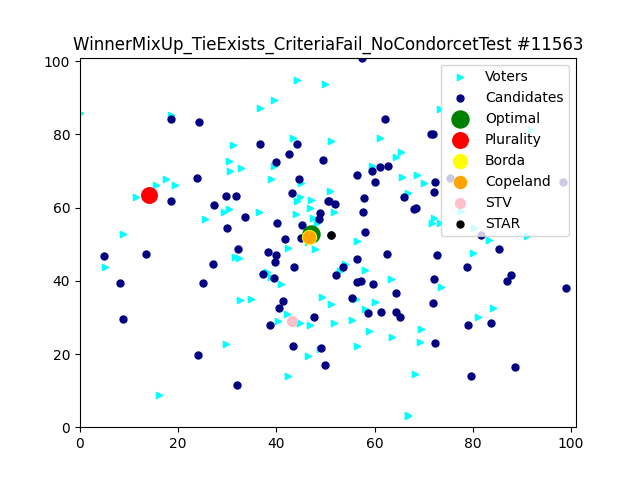 WinnerMixUp_TieExists_CriteriaFail_NoCondorcetTest #11563
Voters
Candidates
Optimal
Plurality
Borda
Copeland
STV
STAR
100
80
60
40
20
0
0 20 40 60 80 100